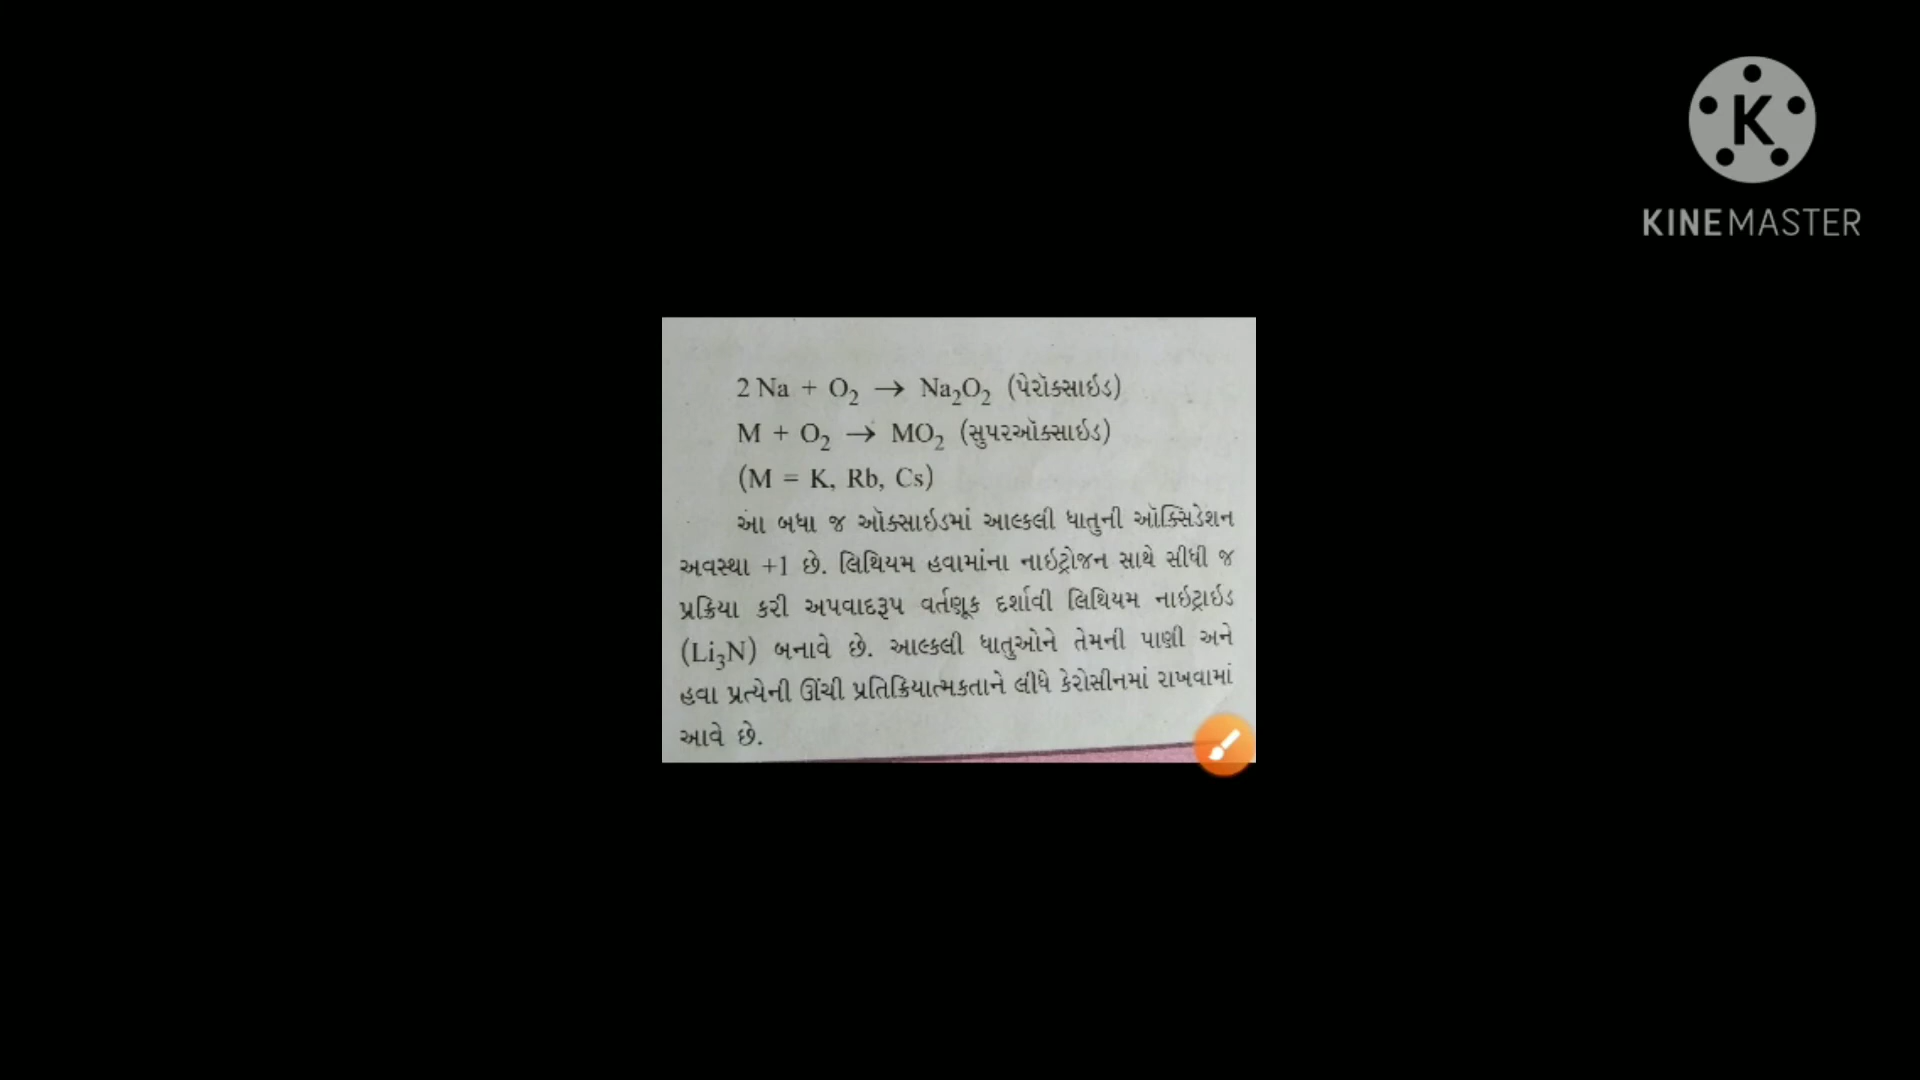 K
KINEMASTER
2 Na + O₂ → Na₂O₂ (પેરૉક્સાઇડ)
M + O₂ → MO₂ (સુપરઑક્સાઇડ)
(M = K, Rb, Cs)
આ બધા જ ઑક્સાઇડમાં આલ્કલી ધાતુની ઑક્સિડેશન
અવસ્થા +1 છે. લિથિયમ હવામાંના નાઇટ્રોજન સાથે સીધી જ
પ્રક્રિયા કરી અપવાદરૂપ વર્તણૂક દર્શાવી લિથિયમ નાઇટ્રાઇડ
(Li₃N) બનાવે છે. આલ્કલી ધાતુઓને તેમની પાણી અને
હવા પ્રત્યેની ઊંચી પ્રતિક્રિયાત્મકતાને લીધે કેરોસીનમાં રાખવામાં
આવે છે.